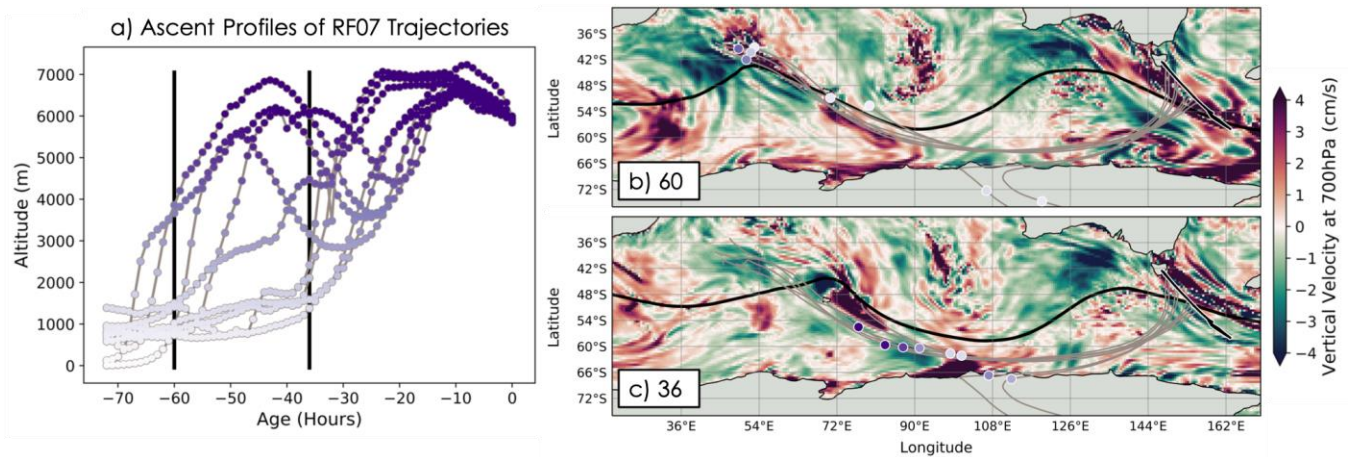 a) Ascent Profiles of RF07 Trajectories
7000
6000
5000
4000
3000
2000
1000
0
Altitude (m)
−70 −60 −50 −40 −30 −20 −10 0
Age (Hours)
36°S
42°S
48°S
54°S
60°S
66°S
72°S
Latitude
b) 60
36°S
42°S
48°S
54°S
60°S
66°S
72°S
Latitude
c) 36
36°E 54°E 72°E 90°E 108°E 126°E 144°E 162°E
Longitude
4
3
2
1
0
−1
−2
−3
−4
Vertical Velocity at 700hPa (cm/s)